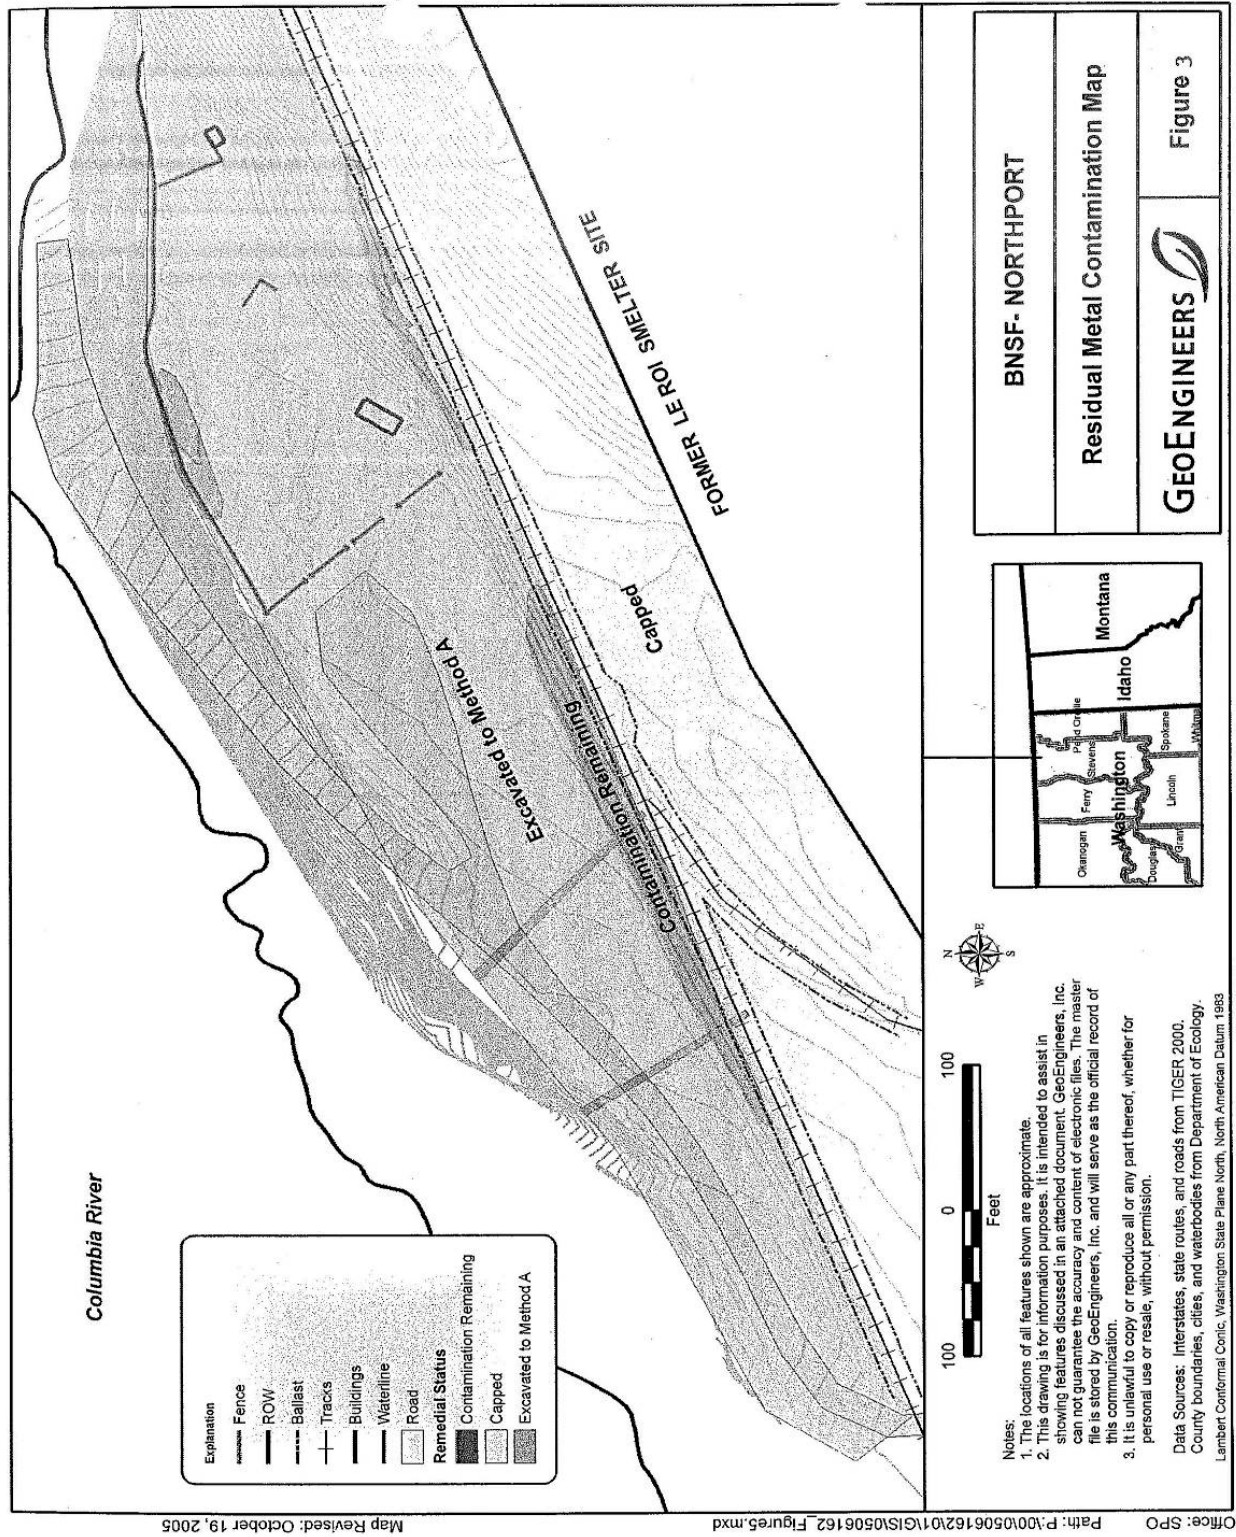 Columbia River
Explanation
Fence
ROW
Ballast
Tracks
Buildings
Waterline
Road
Remedial Status
Contamination Remaining
Capped
Excavated to Method A
Excavated to Method A
Contamination Remaining
Capped
FORMER LE ROI SMELTER SITE
100 0 100
Feet
N
W E
S
Notes:
1. The locations of all features shown are approximate.
2. This drawing is for information purposes. It is intended to assist in
showing features discussed in an attached document. GeoEngineers, Inc.
can not guarantee the accuracy and content of electronic files. The master
file is stored by GeoEngineers, Inc. and will serve as the official record of
this communication.
3. It is unlawful to copy or reproduce all or any part thereof, whether for
personal use or resale, without permission.
Data Sources: Interstates, state routes, and roads from TIGER 2000.
County boundaries, cities, and waterbodies from Department of Ecology.
Lambert Conformal Conic, Washington State Plane North, North American Datum 1983
Okanogan
Ferry
Stevens
Pend Oreille
Washington
Douglas
Grant
Lincoln
Spokane
Whitma
Idaho
Montana
BNSF- NORTHPORT
Residual Metal Contamination Map
GEOENGINEERS
Figure 3
Map Revised: October 19, 2005
Path: P:\00\0506162\01\GIS\0506162_Figure5.mxd
Office: SPO